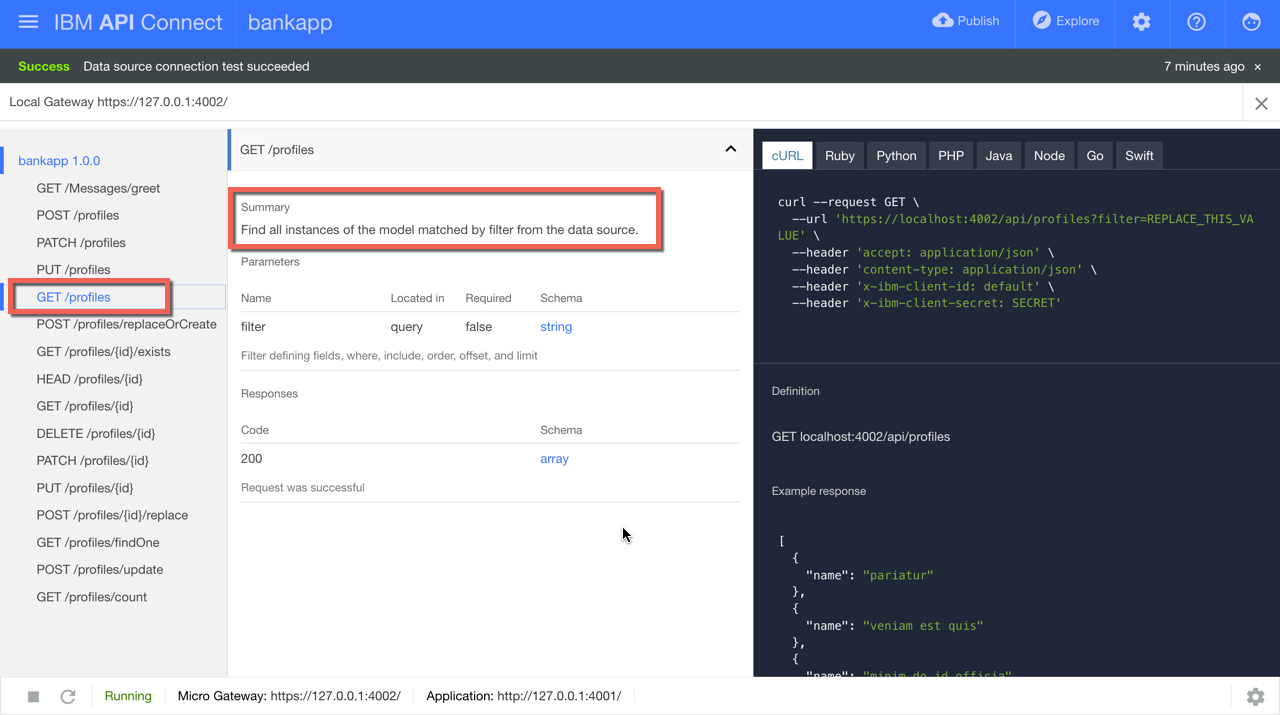 IBM API Connect
bankapp
Publish
Explore
Success Data source connection test succeeded
7 minutes ago ×
Local Gateway https://127.0.0.1:4002/
bankapp 1.0.0
GET /Messages/greet
POST /profiles
PATCH /profiles
PUT /profiles
GET /profiles
POST /profiles/replaceOrCreate
GET /profiles/{id}/exists
HEAD /profiles/{id}
GET /profiles/{id}
DELETE /profiles/{id}
PATCH /profiles/{id}
PUT /profiles/{id}
POST /profiles/{id}/replace
GET /profiles/findOne
POST /profiles/update
GET /profiles/count
GET /profiles
Summary
Find all instances of the model matched by filter from the data source.
Parameters
Name Located in Required Schema
filter query false string
Filter defining fields, where, include, order, offset, and limit
Responses
Code Schema
200 array
Request was successful
cURL Ruby Python PHP Java Node Go Swift
curl --request GET \
--url 'https://localhost:4002/api/profiles?filter=REPLACE_THIS_VA
LUE' \
--header 'accept: application/json' \
--header 'content-type: application/json' \
--header 'x-ibm-client-id: default' \
--header 'x-ibm-client-secret: SECRET'
Definition
GET localhost:4002/api/profiles
Example response
[
{
"name": "pariatur"
},
{
"name": "veniam est quis"
},
{
"name": "minim do id officia"
Running
Micro Gateway: https://127.0.0.1:4002/
Application: http://127.0.0.1:4001/